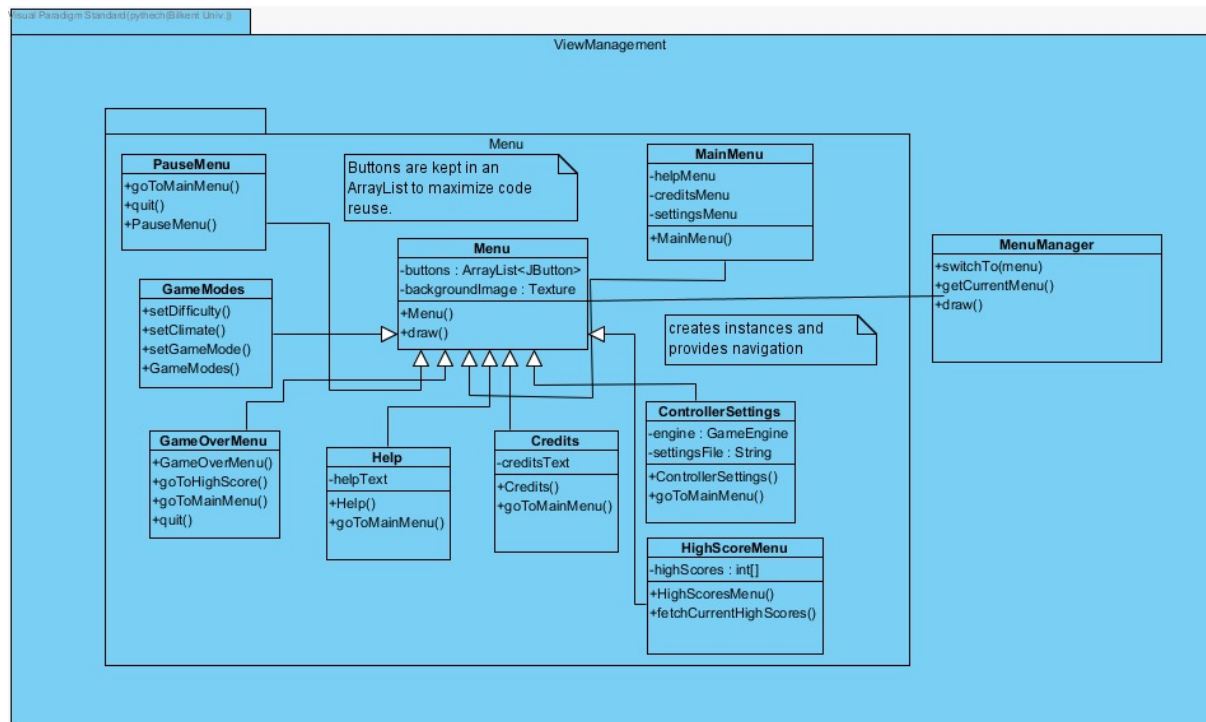 Visual Paradigm Standard(pythech(Bilkent Univ.))
ViewManagement
Menu
PauseMenu
+goToMainMenu()
+quit()
+PauseMenu()
Buttons are kept in an
ArrayList to maximize code
reuse.
MainMenu
-helpMenu
-creditsMenu
-settingsMenu
+MainMenu()
MenuManager
+switchTo(menu)
+getCurrentMenu()
+draw()
Menu
-buttons : ArrayList<JButton>
-backgroundImage : Texture
+Menu()
+draw()
GameModes
+setDifficulty()
+setClimate()
+setGameMode()
+GameModes()
creates instances and
provides navigation
GameOverMenu
+GameOverMenu()
+goToHighScore()
+goToMainMenu()
+quit()
Help
-helpText
+Help()
+goToMainMenu()
Credits
-creditsText
+Credits()
+goToMainMenu()
ControllerSettings
-engine : GameEngine
-settingsFile : String
+ControllerSettings()
+goToMainMenu()
HighScoreMenu
-highScores : int[]
+HighScoresMenu()
+fetchCurrentHighScores()